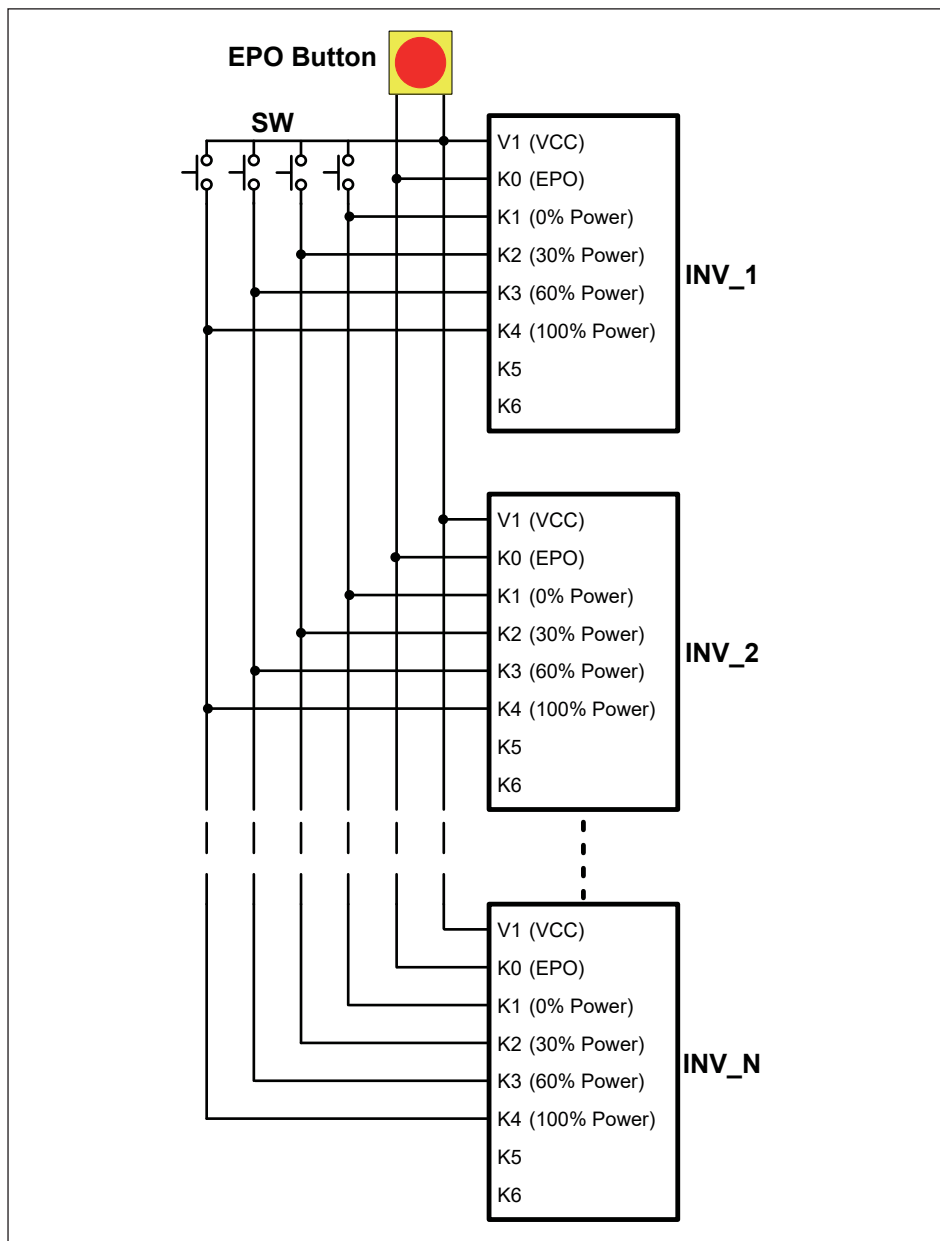 EPO Button
SW
V1 (VCC)
K0 (EPO)
K1 (0% Power)
K2 (30% Power)
K3 (60% Power)
K4 (100% Power)
K5
K6
INV_1
V1 (VCC)
K0 (EPO)
K1 (0% Power)
K2 (30% Power)
K3 (60% Power)
K4 (100% Power)
K5
K6
INV_2
V1 (VCC)
K0 (EPO)
K1 (0% Power)
K2 (30% Power)
K3 (60% Power)
K4 (100% Power)
K5
K6
INV_N